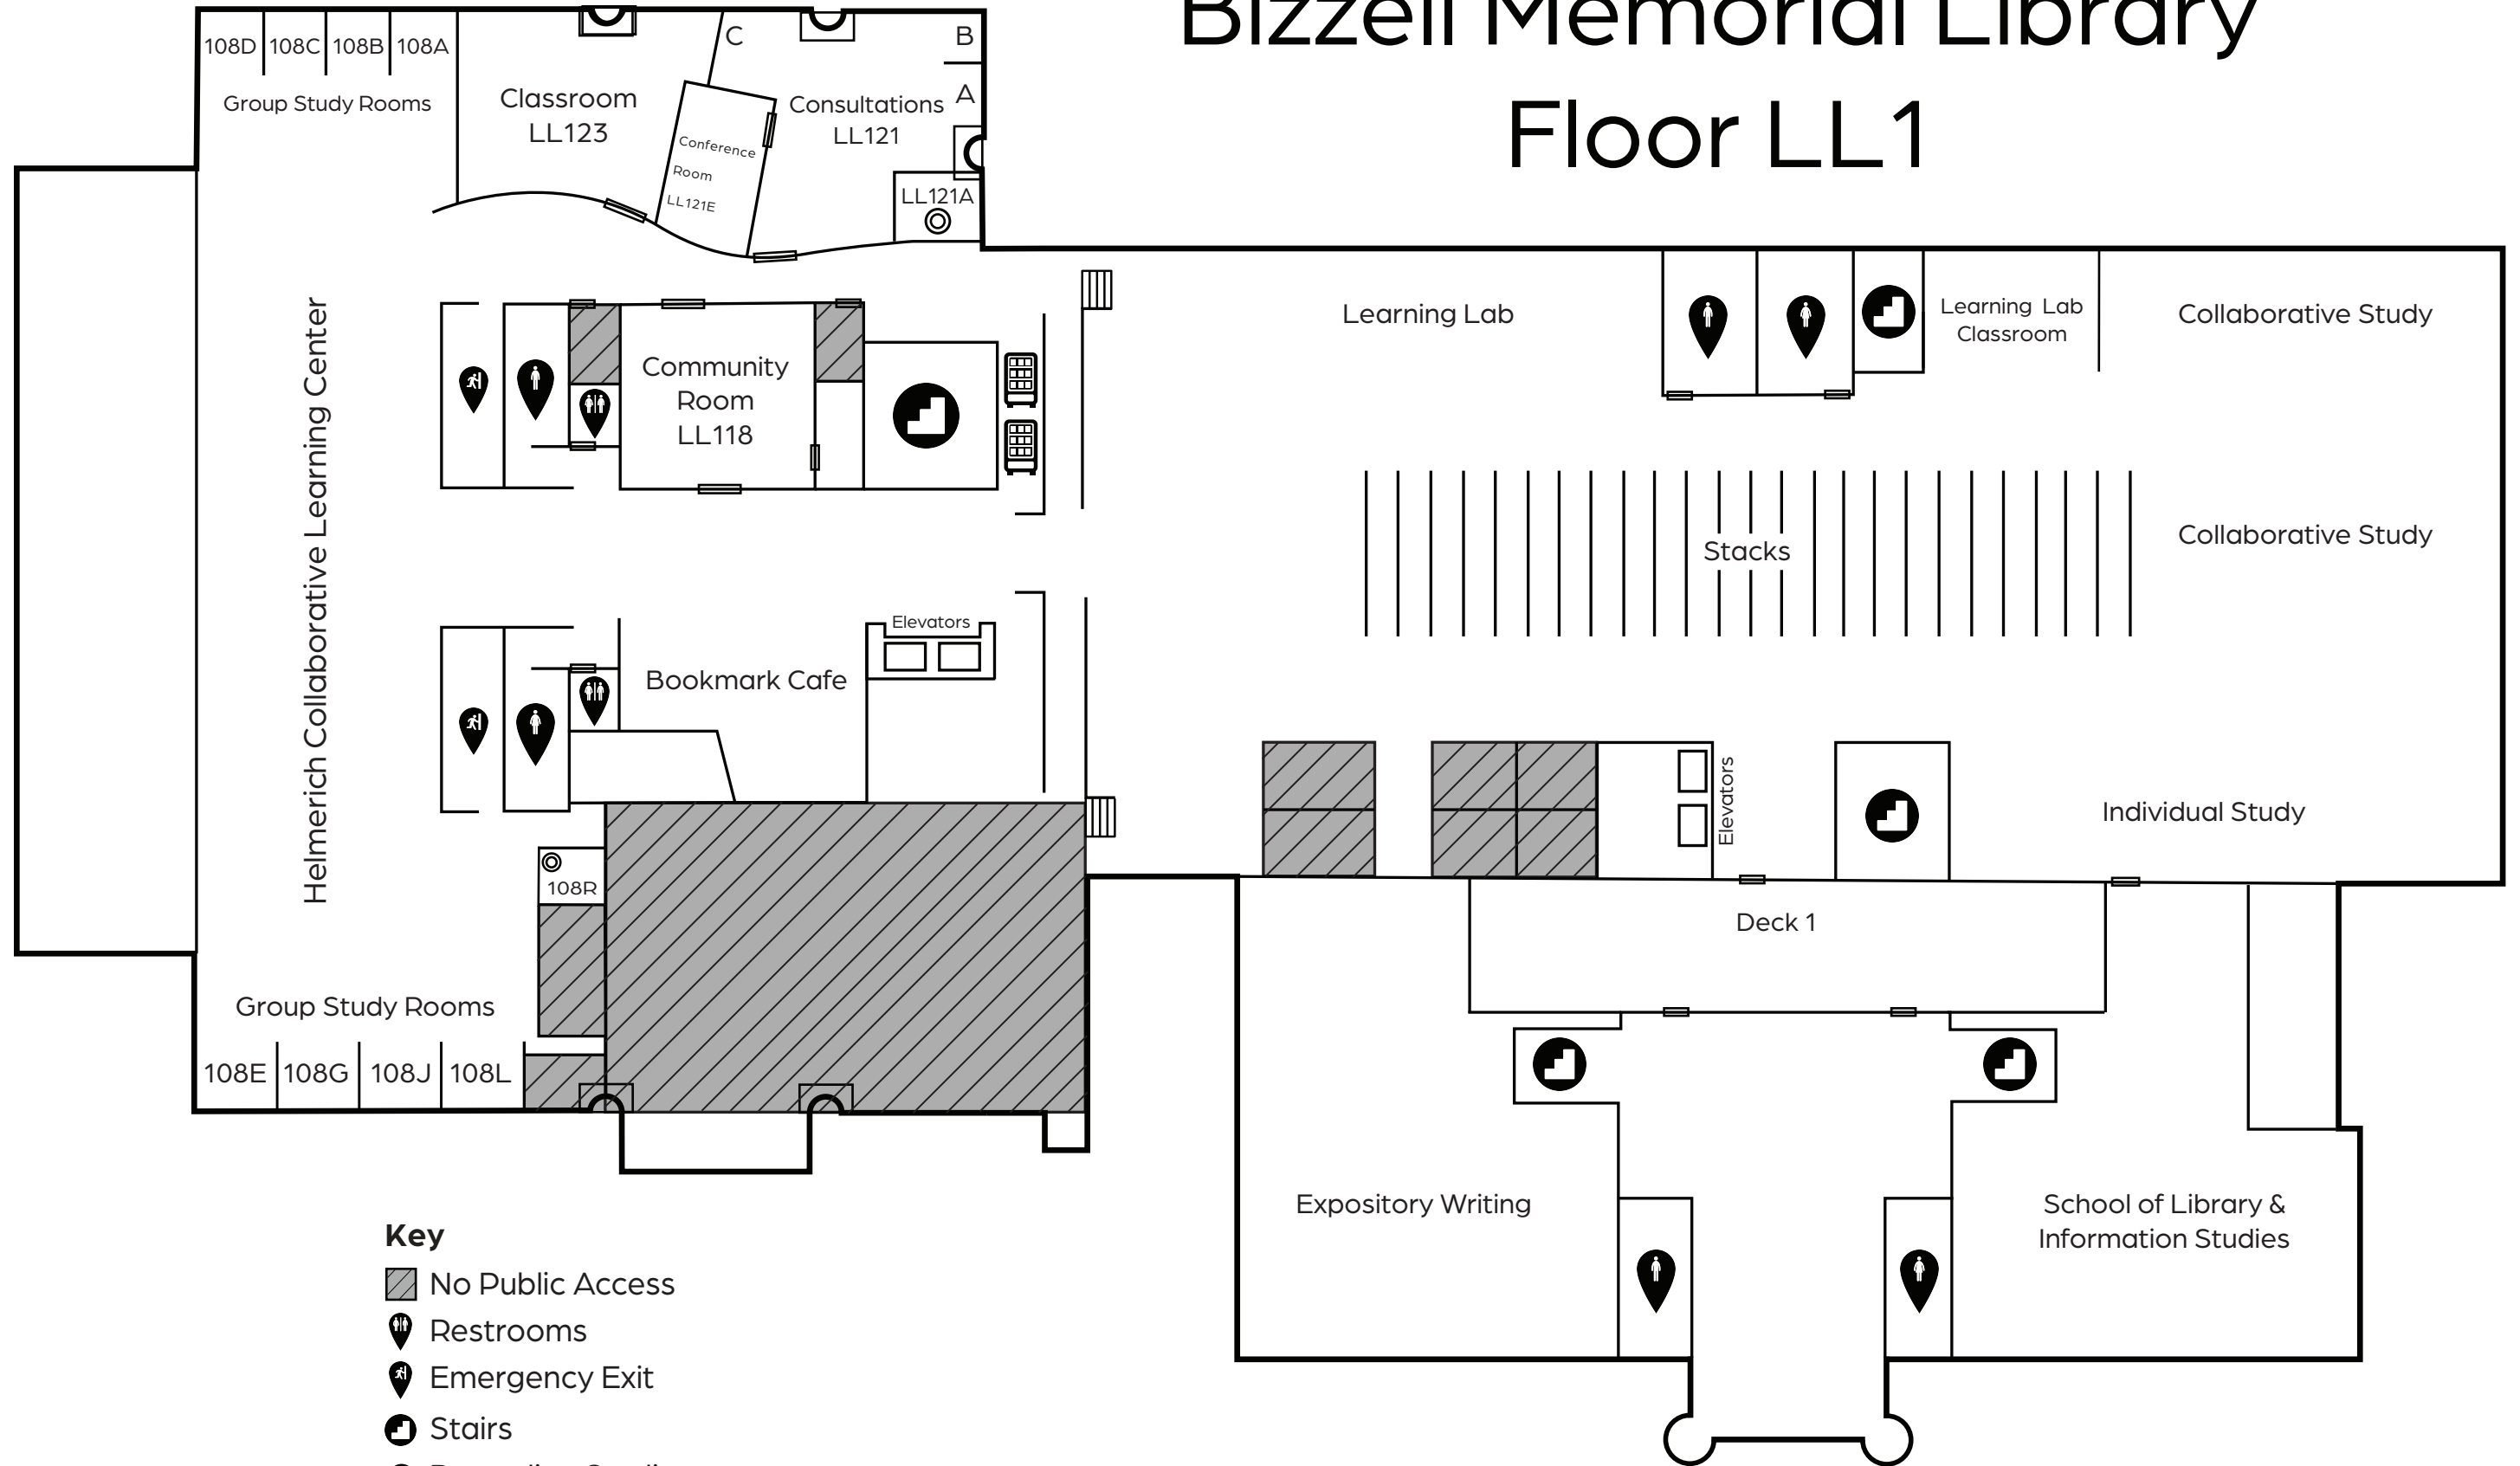 Bizzell Memorial Library
Floor LL1
108D
108C
108B
108A
Group Study Rooms
Classroom
LL123
C
B
A
Consultations
LL121
Conference
Room
LL121E
LL121A
Helmerich Collaborative Learning Center
Community
Room
LL118
Learning Lab
Learning Lab
Classroom
Collaborative Study
Stacks
Collaborative Study
Elevators
Bookmark Cafe
Elevators
Individual Study
108R
Deck 1
Group Study Rooms
108E
108G
108J
108L
Expository Writing
School of Library &
Information Studies
Key
No Public Access
Restrooms
Emergency Exit
Stairs